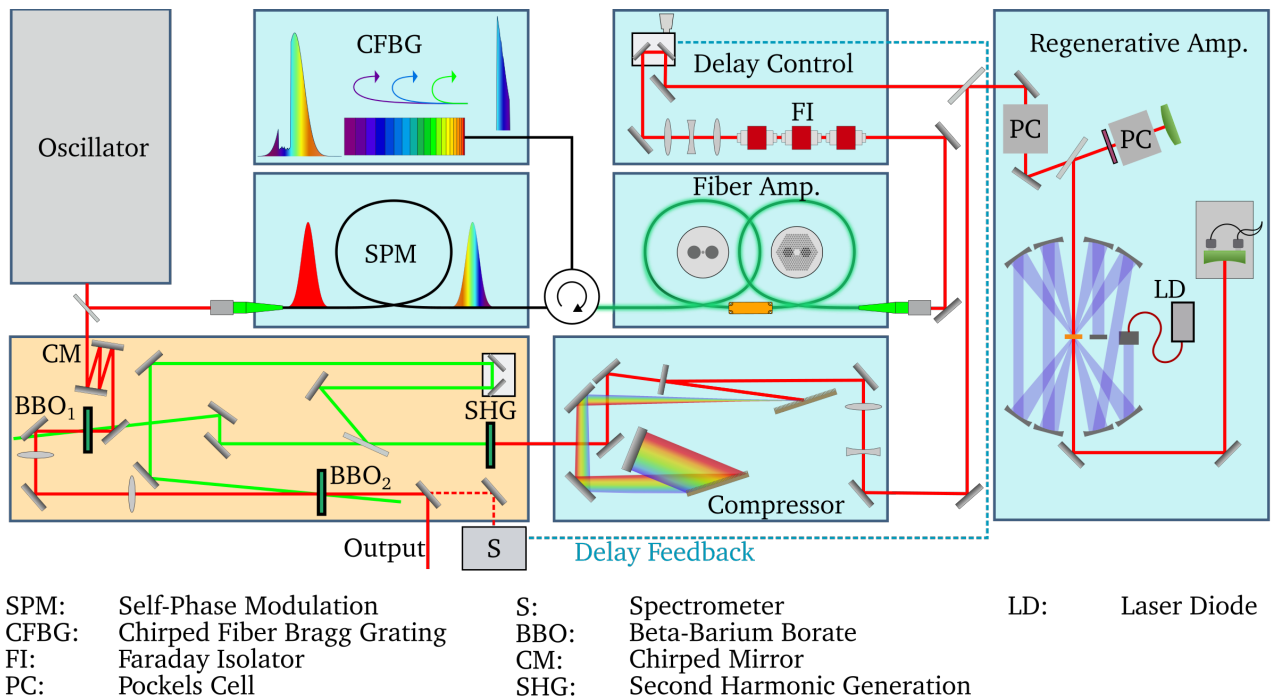 Oscillator
CFBG
Delay Control
FI
Regenerative Amp.
PC
PC
SPM
Fiber Amp.
LD
CM
BBO1
SHG
BBO2
Compressor
Output
S
Delay Feedback
SPM: Self-Phase Modulation
CFBG: Chirped Fiber Bragg Grating
FI: Faraday Isolator
PC: Pockels Cell
S: Spectrometer
BBO: Beta-Barium Borate
CM: Chirped Mirror
SHG: Second Harmonic Generation
LD: Laser Diode